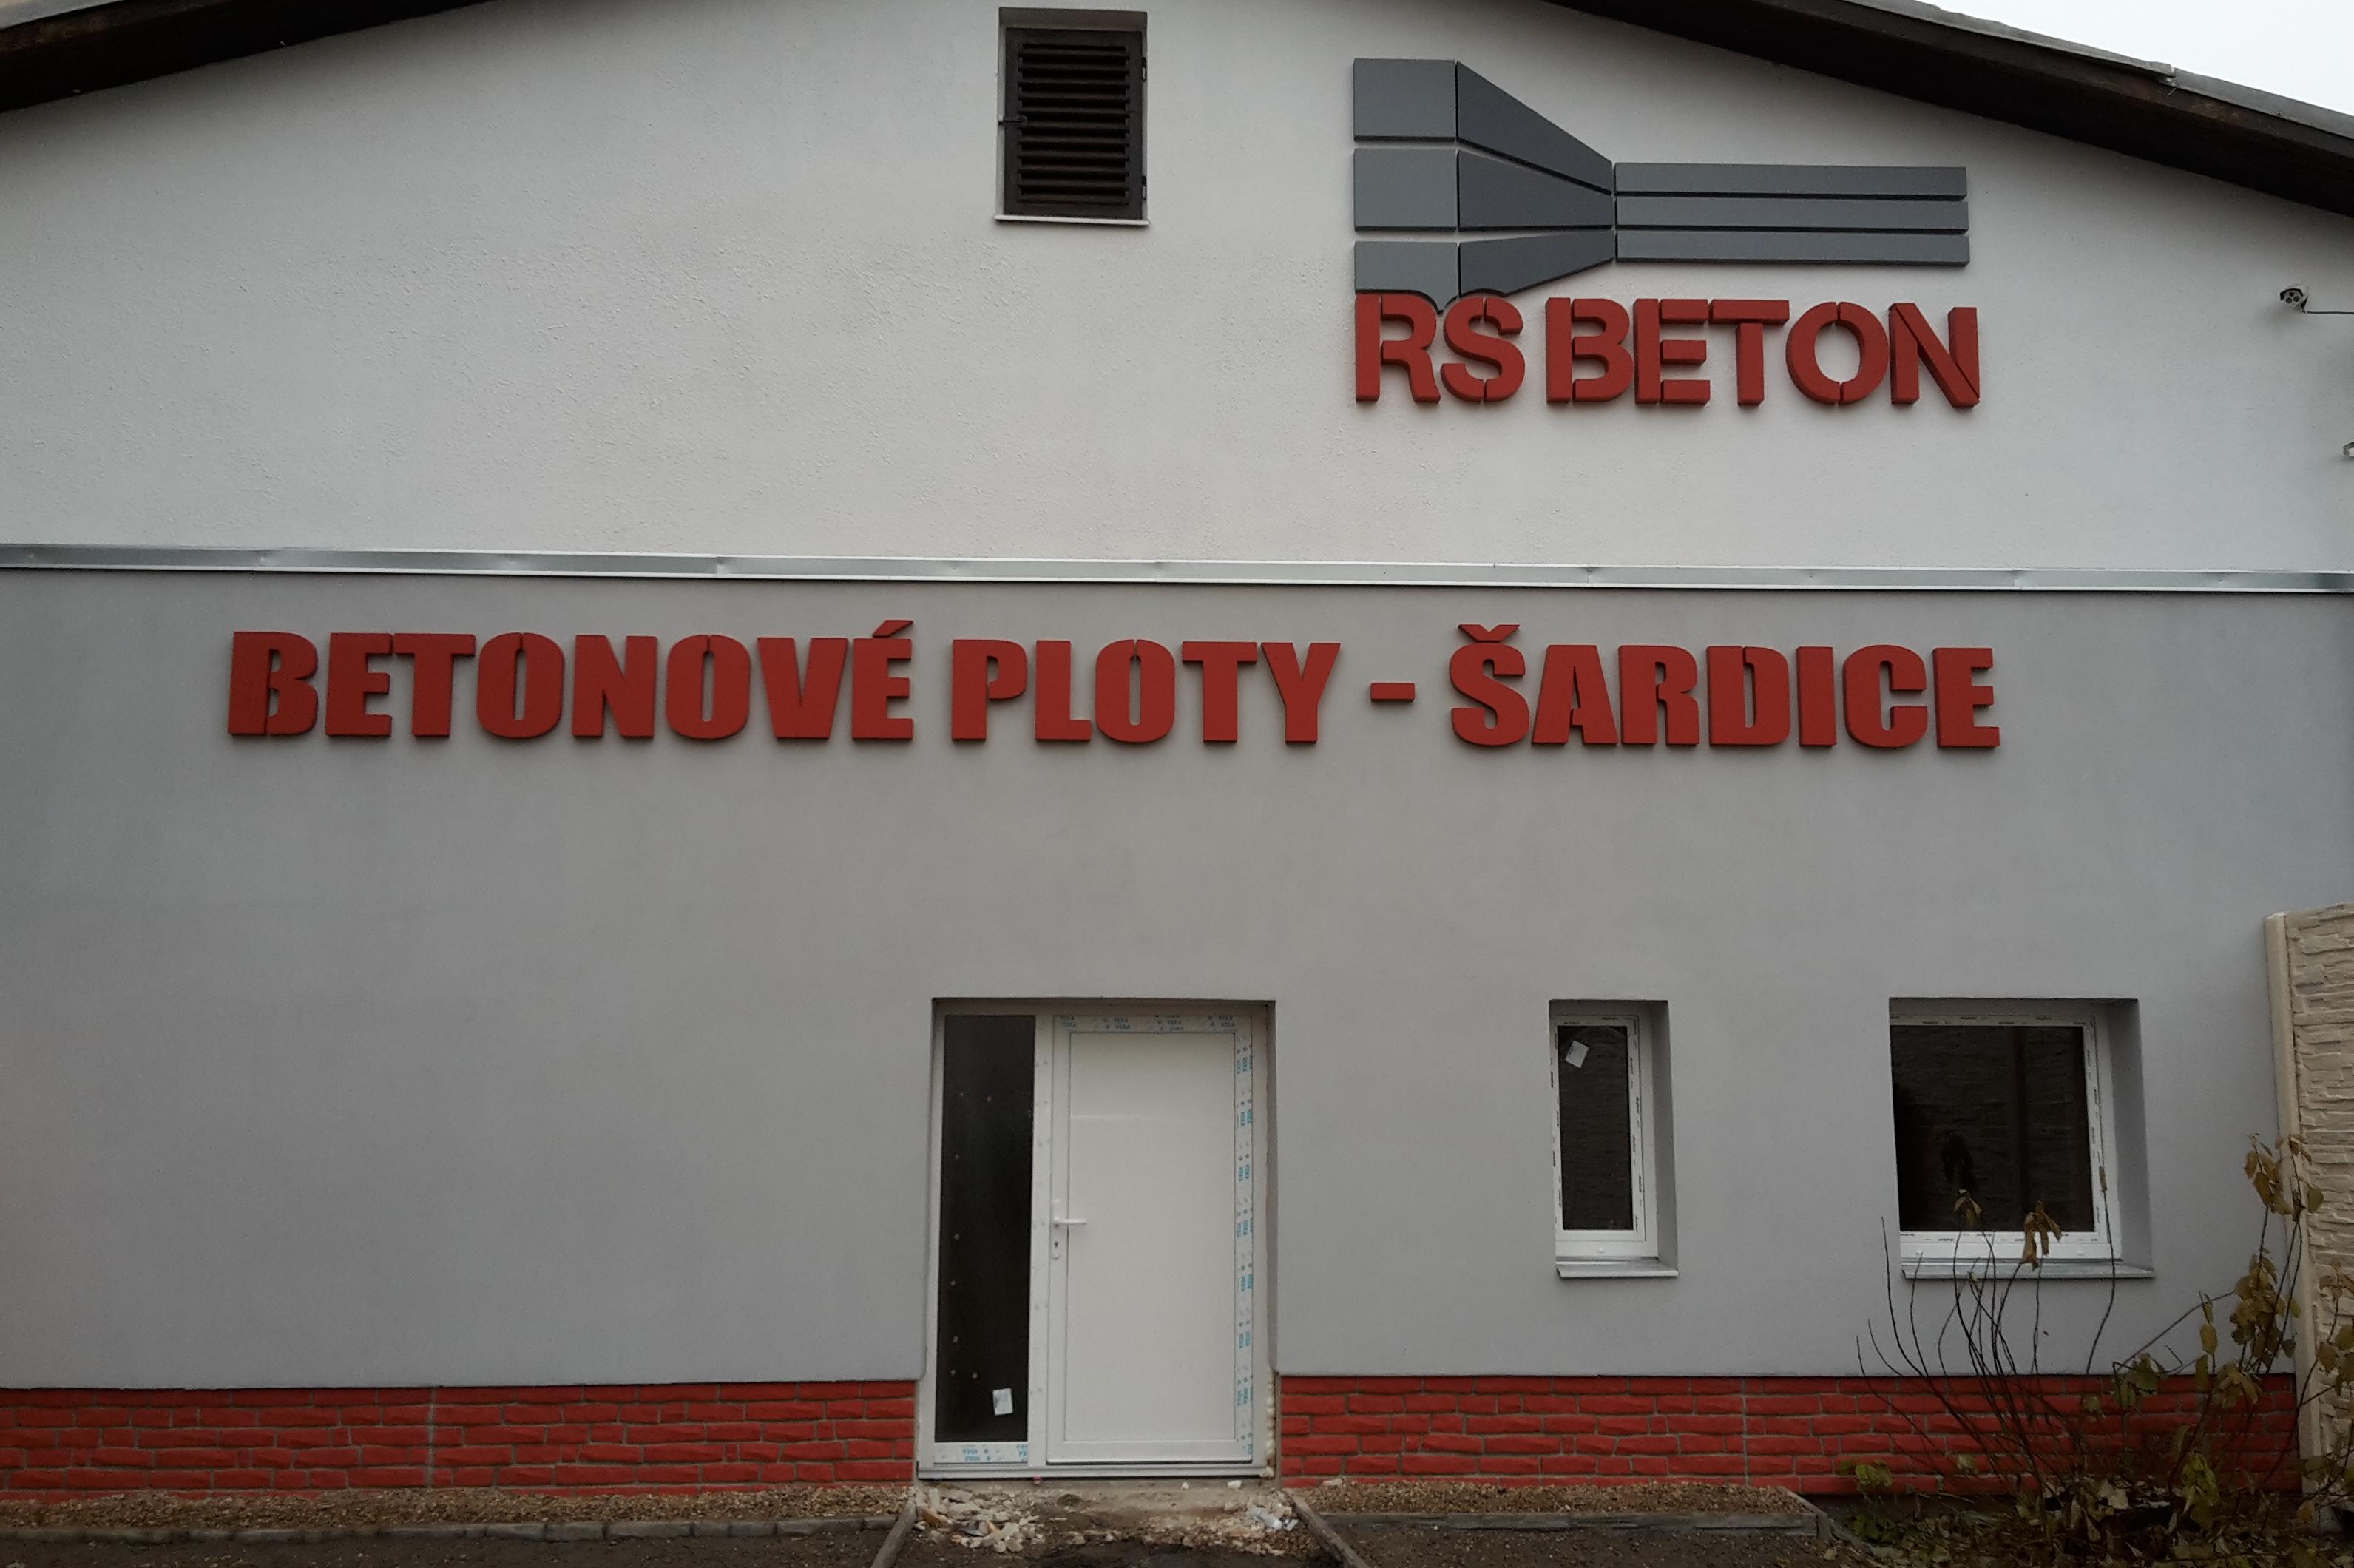 RS BETON
BETONOVÉ PLOTY - ŠARDICE